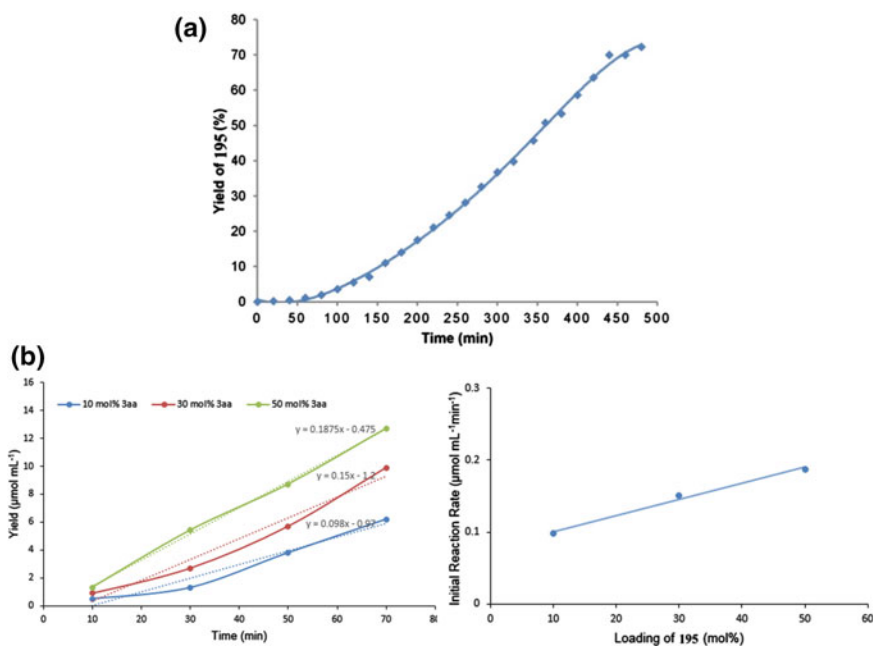 (a)
80
70
60
50
40
30
20
10
0
Yield of 195 (%)
0 50 100 150 200 250 300 350 400 450 500
Time (min)
(b)
16
14
12
10
8
6
4
2
0
Yield (μmol mL⁻¹)
10 mol% 3aa 30 mol% 3aa 50 mol% 3aa
y = 0.1875x - 0.475
y = 0.15x - 1.2
y = 0.098x - 0.97
0 10 20 30 40 50 60 70 80
Time (min)
0.3
0.2
0.1
0
Initial Reaction Rate (μmol mL⁻¹min⁻¹)
0 10 20 30 40 50 60
Loading of 195 (mol%)